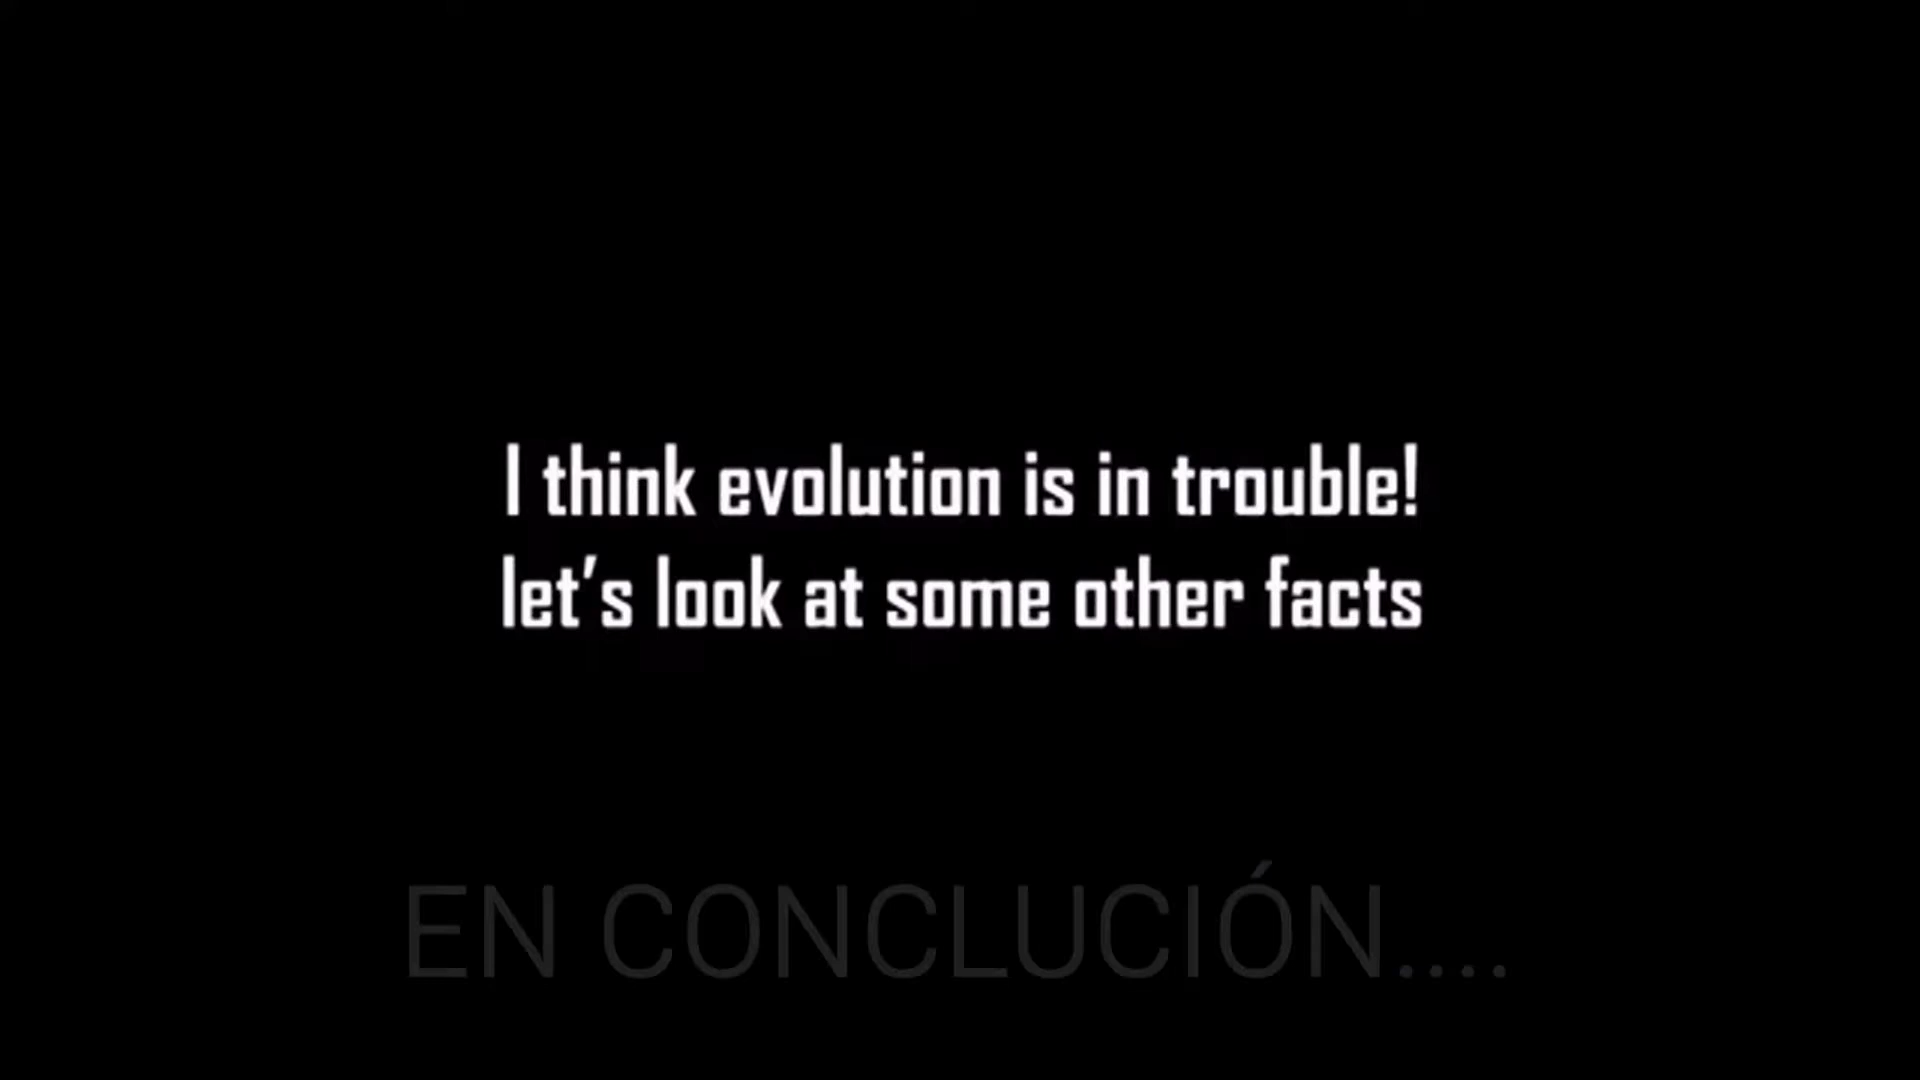 I think evolution is in trouble!
let's look at some other facts
EN CONCLUCIÓN....